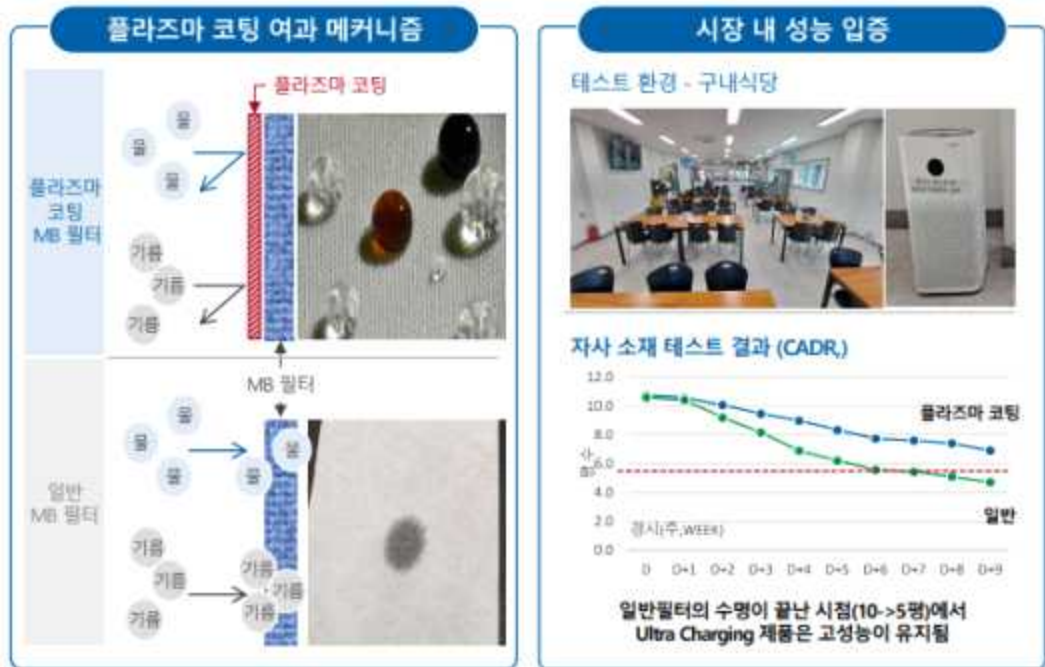 플라즈마 코팅 여과 메커니즘
플라즈마 코팅
물
물
물
플라즈마
코팅
MB 필터
기름
기름
기름
MB 필터
물
물
물
물
물
일반
MB 필터
기름
기름
기름
기름
기름
기름
시장 내 성능 입증
테스트 환경 - 구내식당
자사 소재 테스트 결과 (CADR,)
12.0
10.0
8.0
6.0
4.0
2.0
0.0
플라즈마 코팅
일반
경시(주,WEEK)
D D+1 D+2 D+3 D+4 D+5 D+6 D+7 D+8 D+9
일반필터의 수명이 끝난 시점(10->5평)에서
Ultra Charging 제품은 고성능이 유지됨